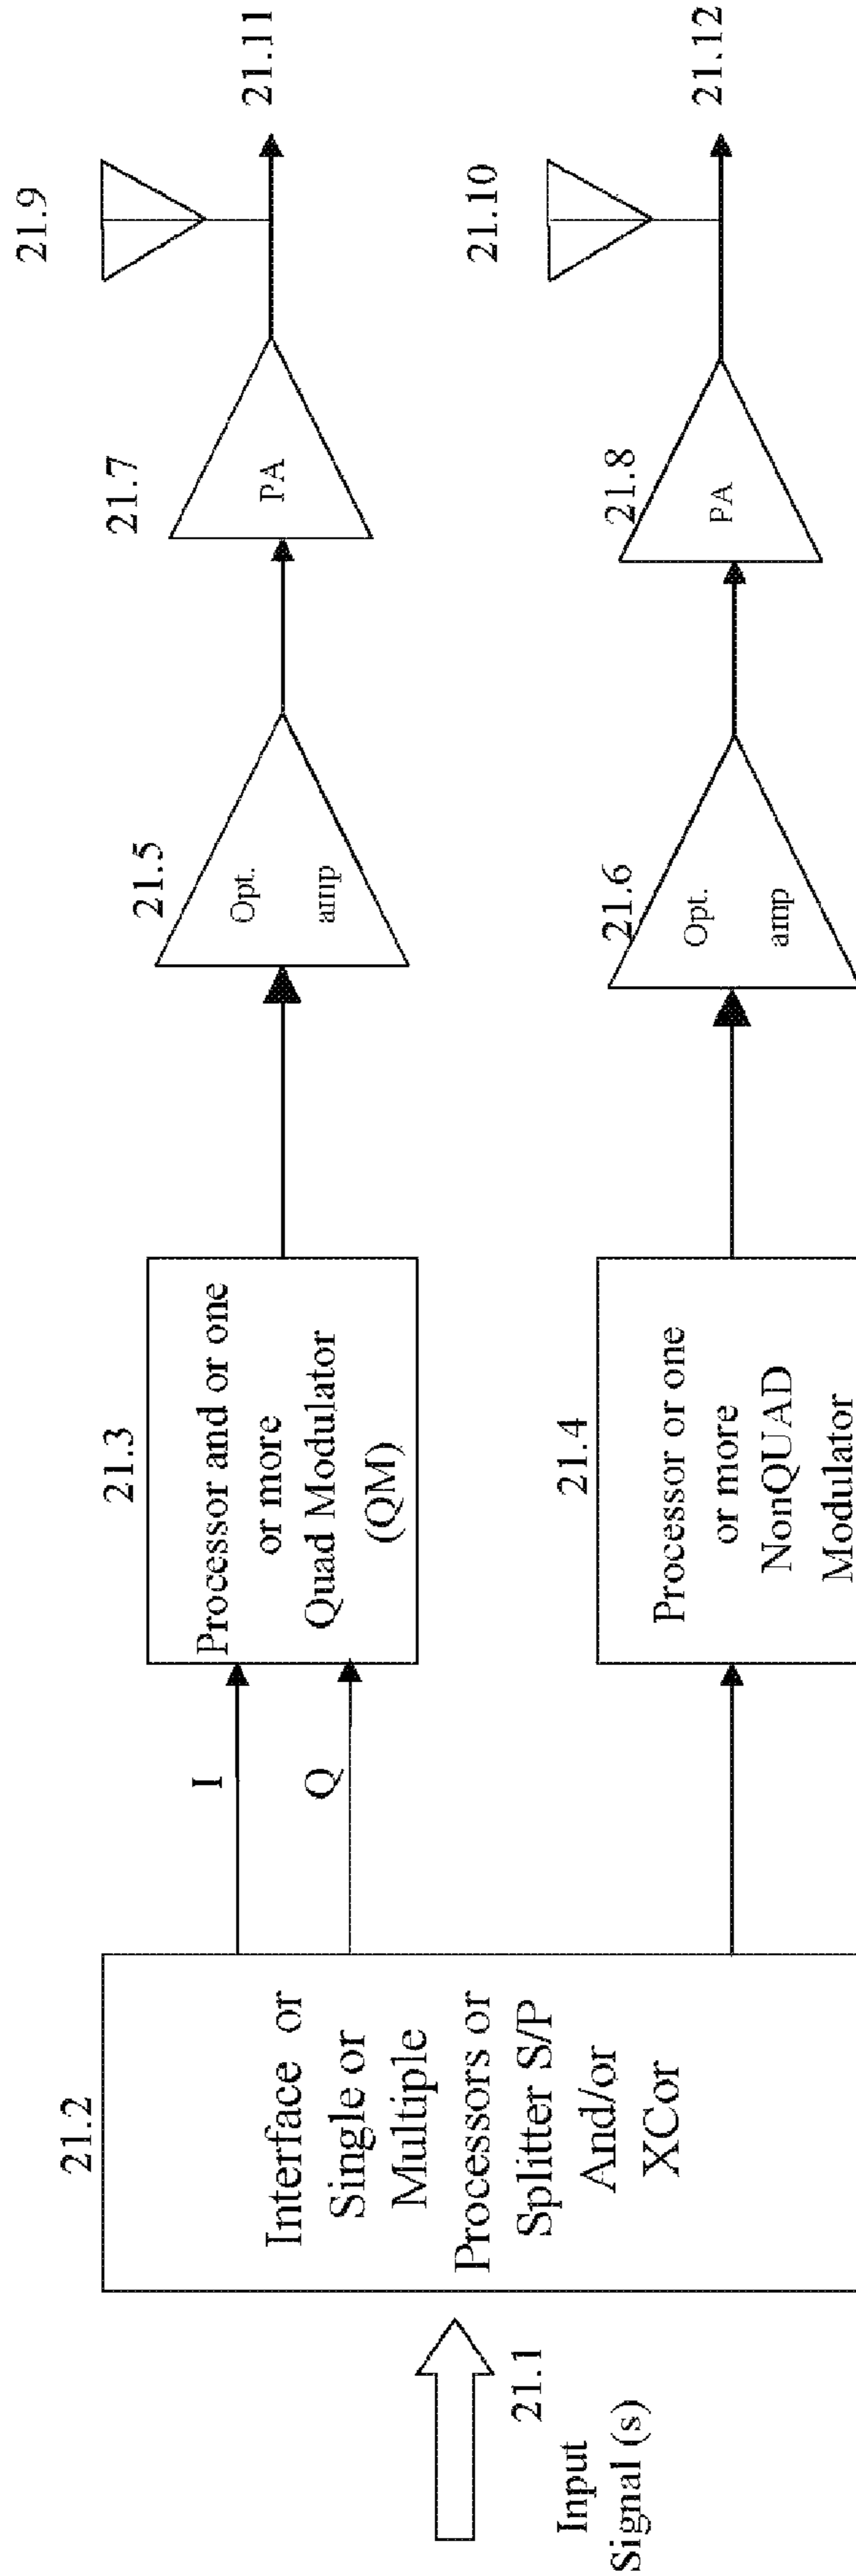 21.1
Input
Signal (s)
21.2
Interface or
Single or
Multiple
Processors or
Splitter S/P
And/or
XCor
I
Q
21.3
Processor and or one
or more
Quad Modulator
(QM)
21.5
Opt.
amp
21.7
PA
21.9
21.11
21.4
Processor or one
or more
NonQUAD
Modulator
21.6
Opt.
amp
21.8
PA
21.10
21.12